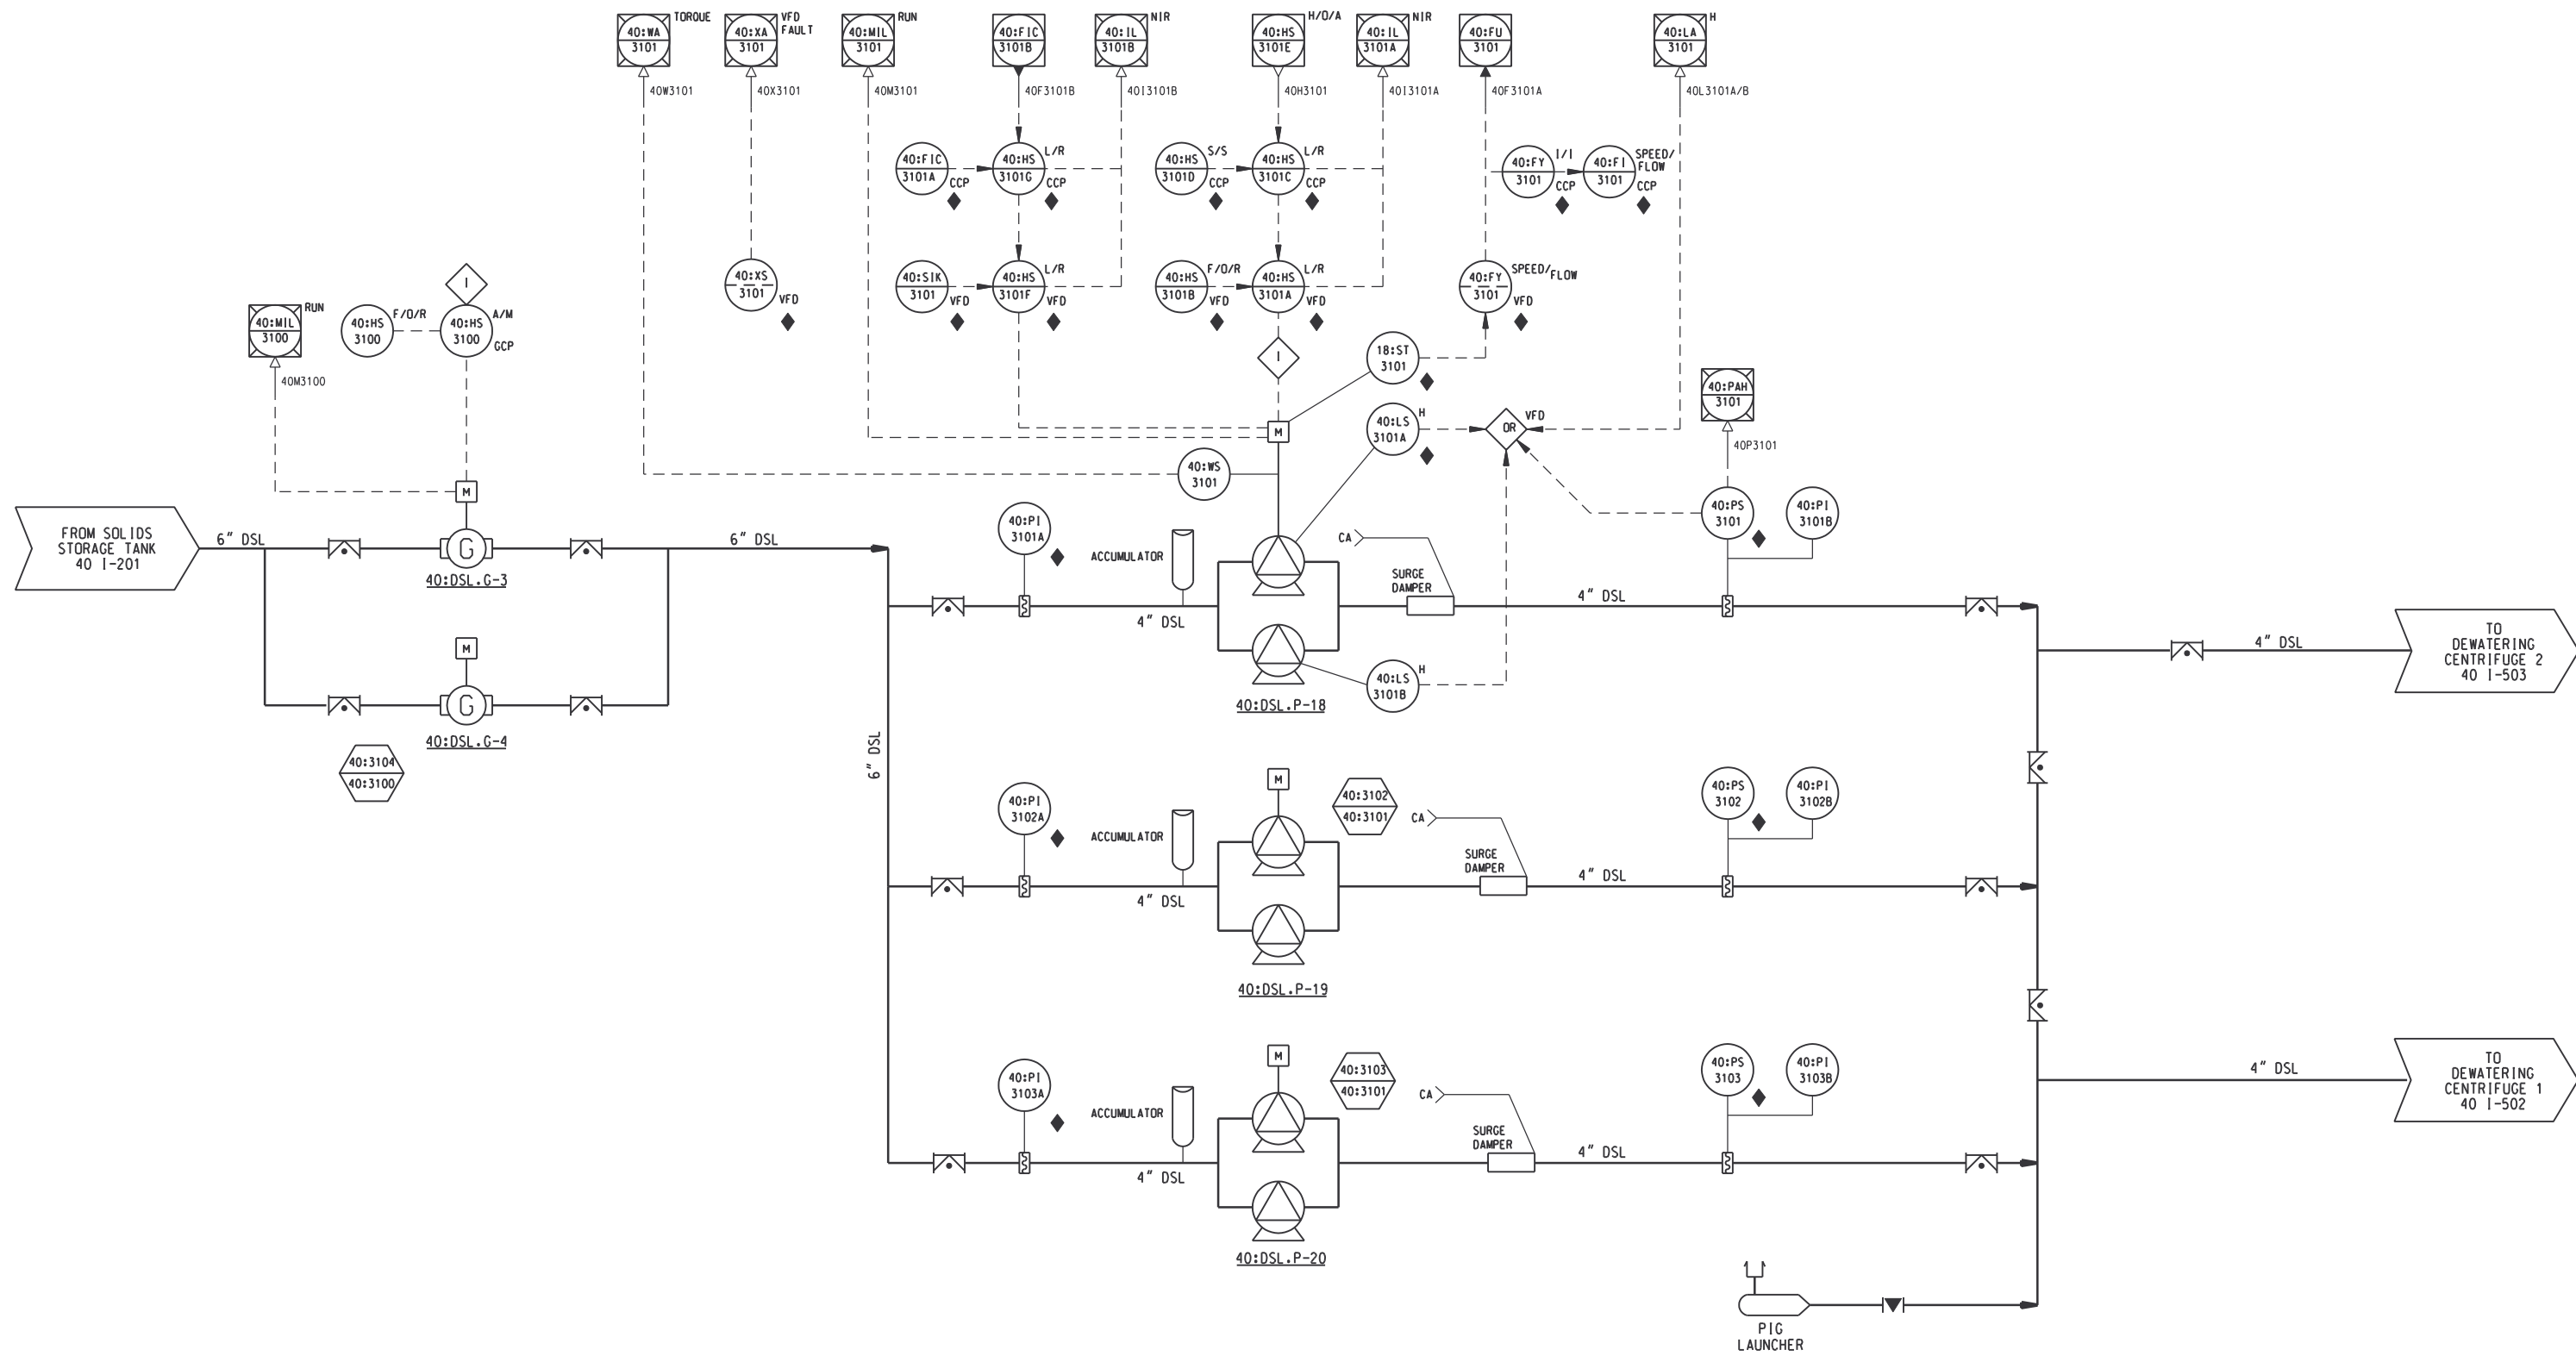 40:WA
3101
TORQUE
40:XA
3101
VFD
FAULT
40:MIL
3101
RUN
40:FIC
3101B
40:IL
3101B
NIR
40:HS
3101E
H/O/A
40:IL
3101A
NIR
40:FU
3101
40:LA
3101
H
40W3101
40X3101
40M3101
40F3101B
40I3101B
40H3101
40I3101A
40F3101A
40L3101A/B
40:FIC
3101A
CCP
40:HS
3101G
L/R
CCP
40:HS
3101D
S/S
CCP
40:HS
3101C
L/R
CCP
40:FY
3101
I/I
CCP
40:FI
3101
SPEED/
FLOW
CCP
40:XS
3101
VFD
40:SIK
3101
VFD
40:HS
3101F
L/R
VFD
40:HS
3101B
F/O/R
VFD
40:HS
3101A
L/R
VFD
40:FY
3101
SPEED/FLOW
VFD
I
40:MIL
3100
RUN
40:HS
3100
F/O/R
40:HS
3100
A/M
GCP
40M3100
I
18:ST
3101
40:LS
3101A
H
OR
VFD
40:PAH
3101
40P3101
M
M
40:WS
3101
40:PS
3101
40:PI
3101B
FROM SOLIDS
STORAGE TANK
40 I-201
6" DSL
G
40:DSL.G-3
6" DSL
40:PI
3101A
ACCUMULATOR
4" DSL
CA
SURGE
DAMPER
4" DSL
40:LS
3101B
H
40:DSL.P-18
TO
DEWATERING
CENTRIFUGE 2
40 I-503
4" DSL
M
G
40:DSL.G-4
40:3104
40:3100
6" DSL
40:PI
3102A
ACCUMULATOR
4" DSL
M
40:3102
40:3101
CA
SURGE
DAMPER
4" DSL
40:PS
3102
40:PI
3102B
40:DSL.P-19
40:PI
3103A
ACCUMULATOR
4" DSL
M
40:3103
40:3101
CA
SURGE
DAMPER
4" DSL
40:PS
3103
40:PI
3103B
4" DSL
TO
DEWATERING
CENTRIFUGE 1
40 I-502
40:DSL.P-20
PIG
LAUNCHER